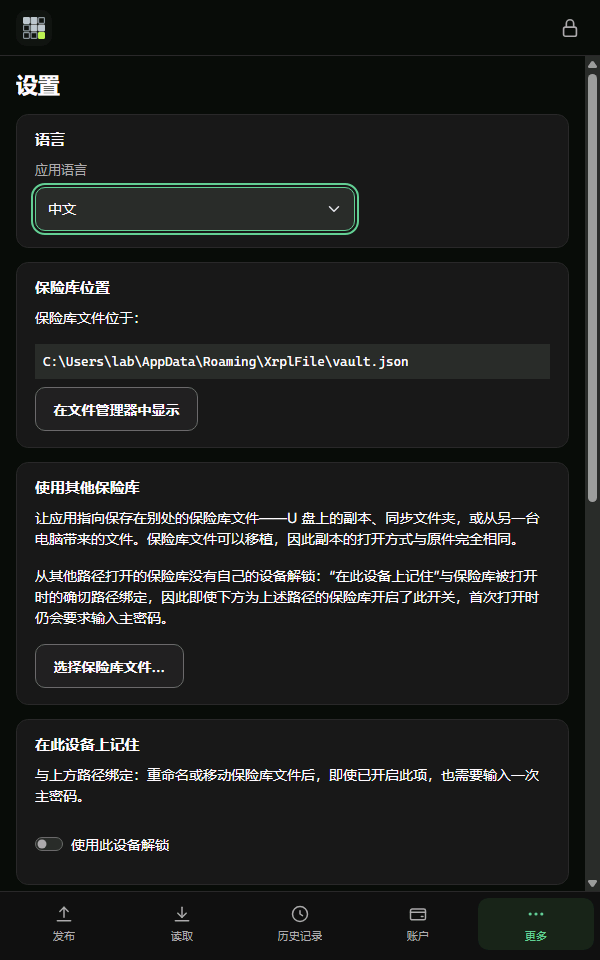 设置
语言
应用语言
中文
保险库位置
保险库文件位于：
C:\Users\lab\AppData\Roaming\XrplFile\vault.json
在文件管理器中显示
使用其他保险库
让应用指向保存在别处的保险库文件——U 盘上的副本、同步文件夹，或从另一台
电脑带来的文件。保险库文件可以移植，因此副本的打开方式与原件完全相同。
从其他路径打开的保险库没有自己的设备解锁：“在此设备上记住”与保险库被打开
时的确切路径绑定，因此即使下方为上述路径的保险库开启了此开关，首次打开时
仍会要求输入主密码。
选择保险库文件…
在此设备上记住
与上方路径绑定：重命名或移动保险库文件后，即使已开启此项，也需要输入一次
主密码。
使用此设备解锁
发布
读取
历史记录
账户
更多